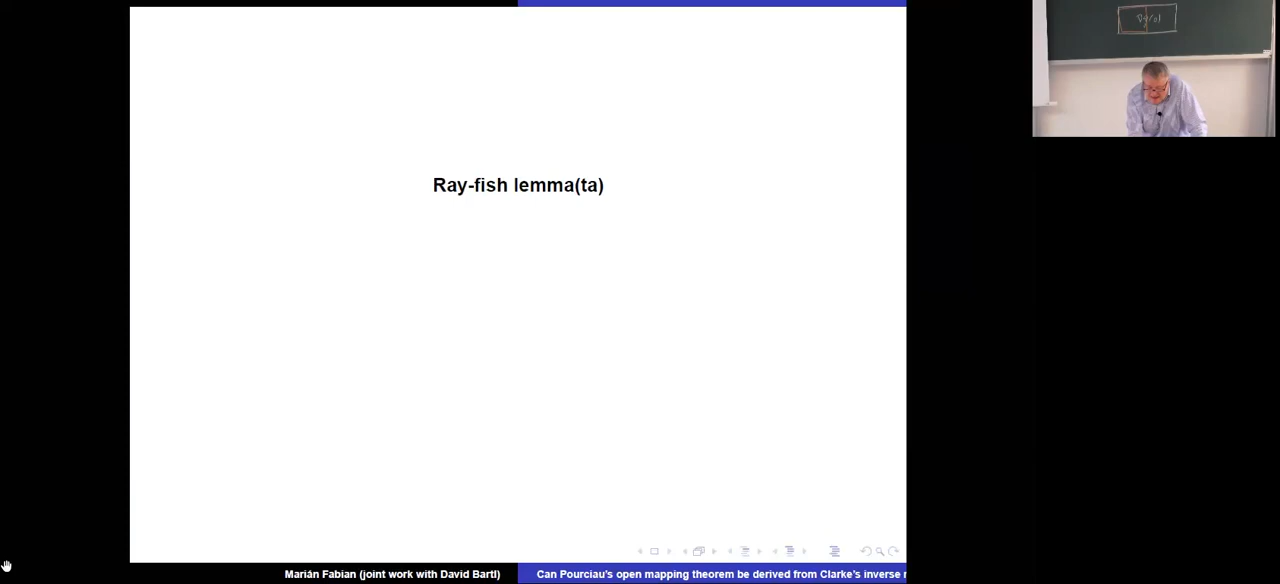 Ray-fish lemma(ta)
Marián Fabian (joint work with David Bartl)
Can Pourciau's open mapping theorem be derived from Clarke's inverse